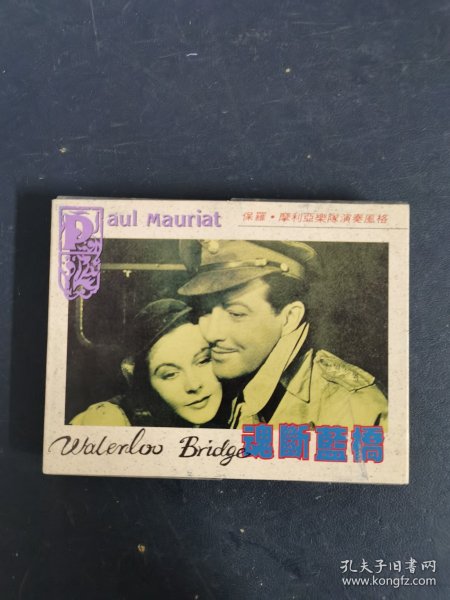 Paul Mauriat
保羅·摩利亞樂隊演奏風格
Waterloo Bridge
魂斷藍橋
孔夫子旧书网
www.kongfz.com